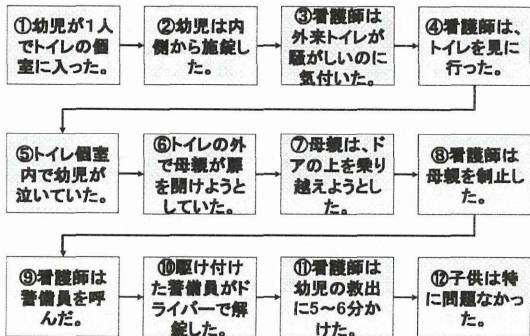 ①幼児が1人
でトイレの個
室に入った。
②幼児は内
側から施錠し
た。
③看護師は
外来トイレが
騒がしいのに
気付いた。
④看護師は、
トイレを見に
行った。
⑤トイレ個室
内で幼児が
泣いていた。
⑥トイレの外
で母親が扉
を開けようと
していた。
⑦母親は、ド
アの上を乗り
越えようとし
た。
⑧看護師は
母親を制止し
た。
⑨看護師は
警備員を呼
んだ。
⑩駆け付け
た警備員がド
ライバーで解
錠した。
⑪看護師は
幼児の救出
に5~6分か
けた。
⑫子供は特
に問題なかっ
た。